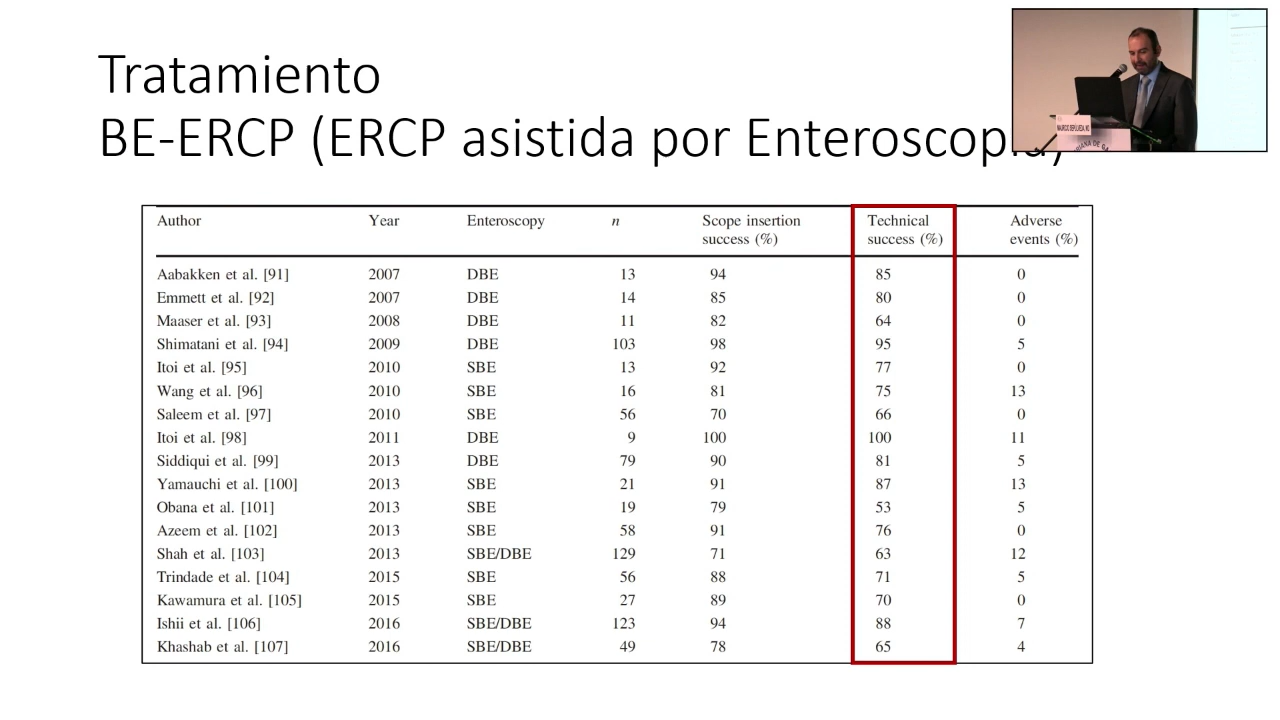 Tratamiento
BE-ERCP (ERCP asistida por Enteroscopia)
MAURICIO SEPULVEDA, MD
IANA DE GA
Author Year Enteroscopy n Scope insertion success (%) Technical success (%) Adverse events (%)
Aabakken et al. [91] 2007 DBE 13 94 85 0
Emmett et al. [92] 2007 DBE 14 85 80 0
Maaser et al. [93] 2008 DBE 11 82 64 0
Shimatani et al. [94] 2009 DBE 103 98 95 5
Itoi et al. [95] 2010 SBE 13 92 77 0
Wang et al. [96] 2010 SBE 16 81 75 13
Saleem et al. [97] 2010 SBE 56 70 66 0
Itoi et al. [98] 2011 DBE 9 100 100 11
Siddiqui et al. [99] 2013 DBE 79 90 81 5
Yamauchi et al. [100] 2013 SBE 21 91 87 13
Obana et al. [101] 2013 SBE 19 79 53 5
Azeem et al. [102] 2013 SBE 58 91 76 0
Shah et al. [103] 2013 SBE/DBE 129 71 63 12
Trindade et al. [104] 2015 SBE 56 88 71 5
Kawamura et al. [105] 2015 SBE 27 89 70 0
Ishii et al. [106] 2016 SBE/DBE 123 94 88 7
Khashab et al. [107] 2016 SBE/DBE 49 78 65 4